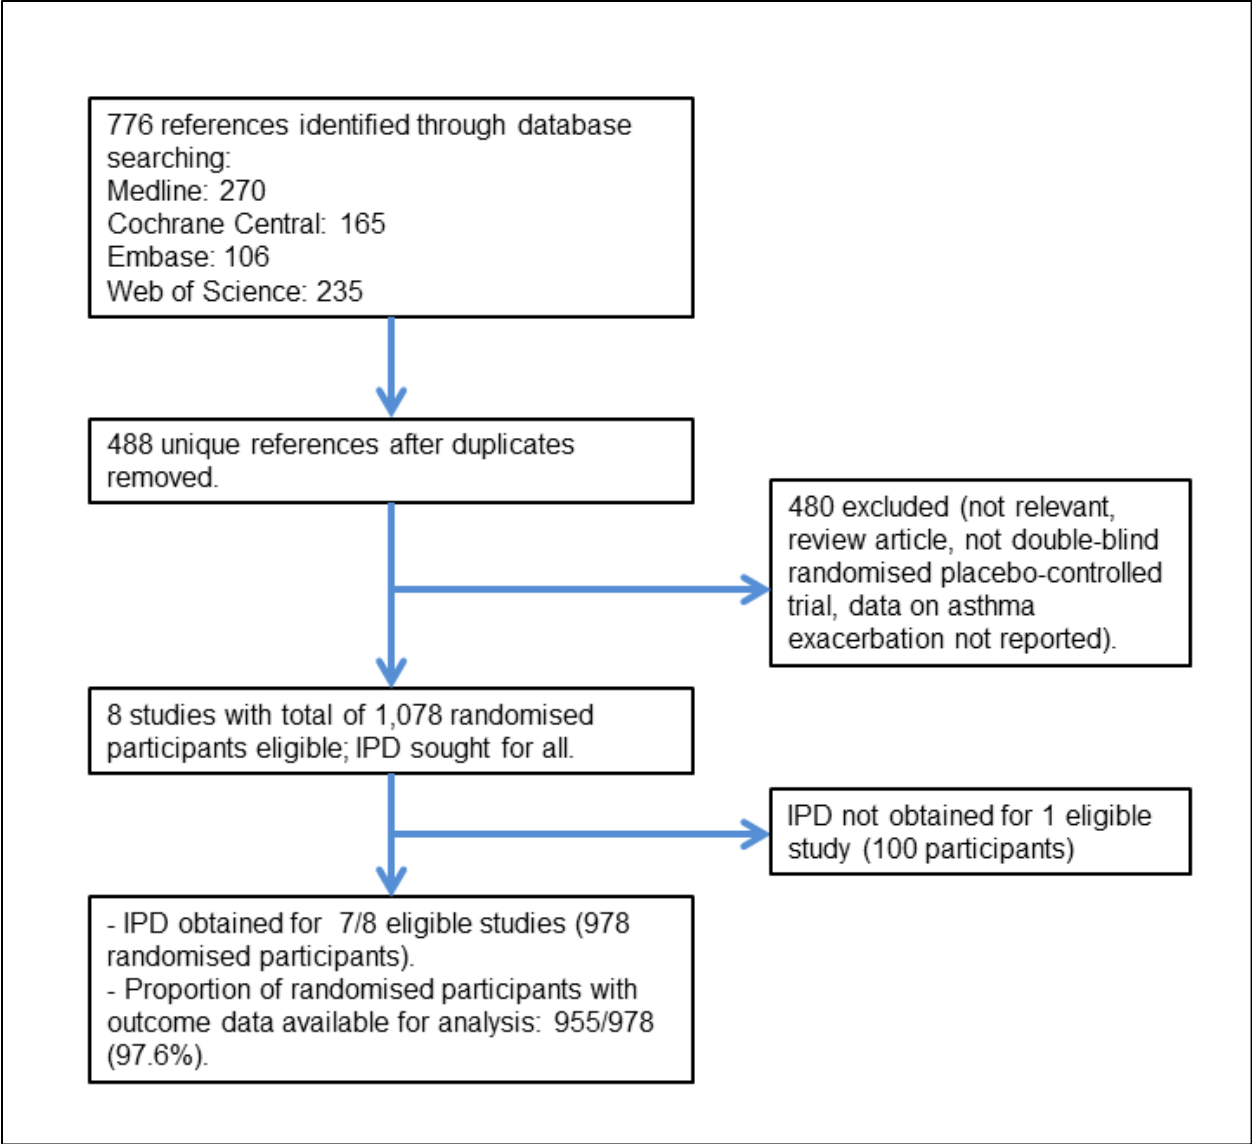 776 references identified through database
searching:
Medline: 270
Cochrane Central: 165
Embase: 106
Web of Science: 235
488 unique references after duplicates
removed.
480 excluded (not relevant,
review article, not double-blind
randomised placebo-controlled
trial, data on asthma
exacerbation not reported).
8 studies with total of 1,078 randomised
participants eligible; IPD sought for all.
IPD not obtained for 1 eligible
study (100 participants)
- IPD obtained for 7/8 eligible studies (978
randomised participants).
- Proportion of randomised participants with
outcome data available for analysis: 955/978
(97.6%).